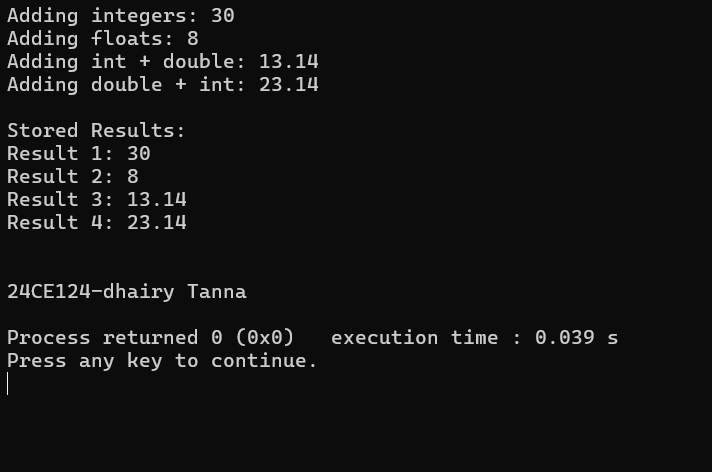 Adding integers: 30
Adding floats: 8
Adding int + double: 13.14
Adding double + int: 23.14
Stored Results:
Result 1: 30
Result 2: 8
Result 3: 13.14
Result 4: 23.14
24CE124-dhairy Tanna
Process returned 0 (0x0)   execution time : 0.039 s
Press any key to continue.